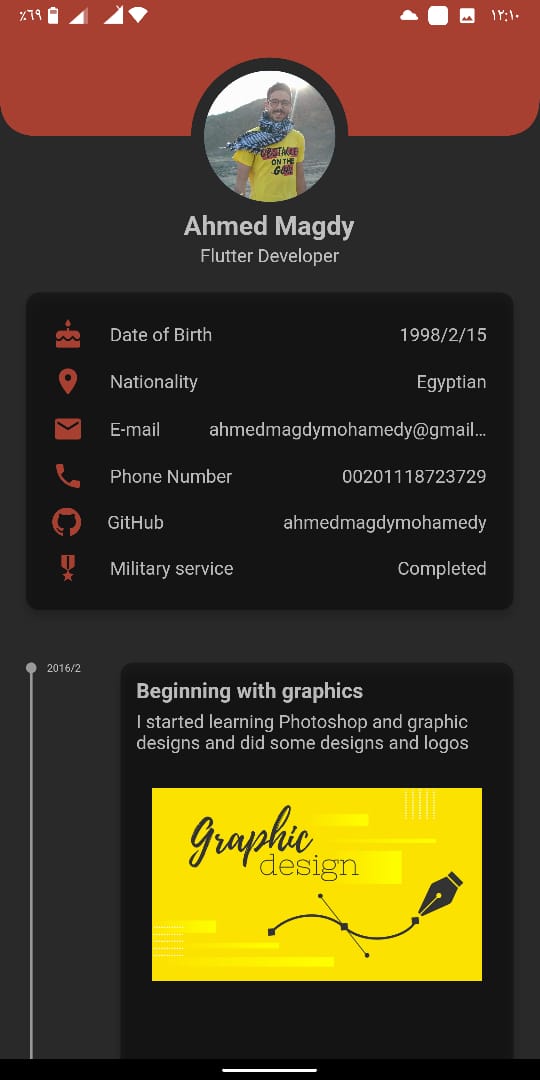 ٪٦٩
١٢:١٠
OBSTACLE
ON THE
GO
Ahmed Magdy
Flutter Developer
Date of Birth 1998/2/15
Nationality Egyptian
E-mail ahmedmagdymohamedy@gmail...
Phone Number 00201118723729
GitHub ahmedmagdymohamedy
Military service Completed
2016/2
Beginning with graphics
I started learning Photoshop and graphic
designs and did some designs and logos
Graphic
design